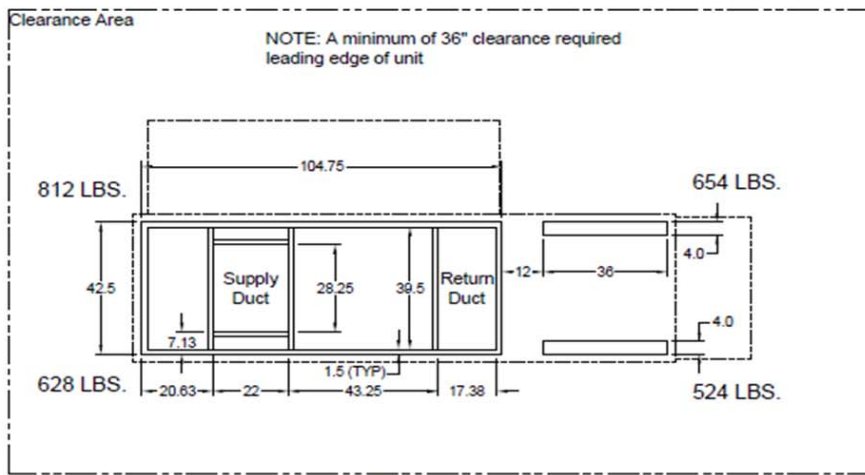 Clearance Area
NOTE: A minimum of 36" clearance required
leading edge of unit
104.75
812 LBS.
654 LBS.
4.0
42.5
Supply
Duct
28.25
39.5
Return
Duct
12
36
7.13
4.0
1.5 (TYP)
628 LBS.
20.63
22
43.25
17.38
524 LBS.